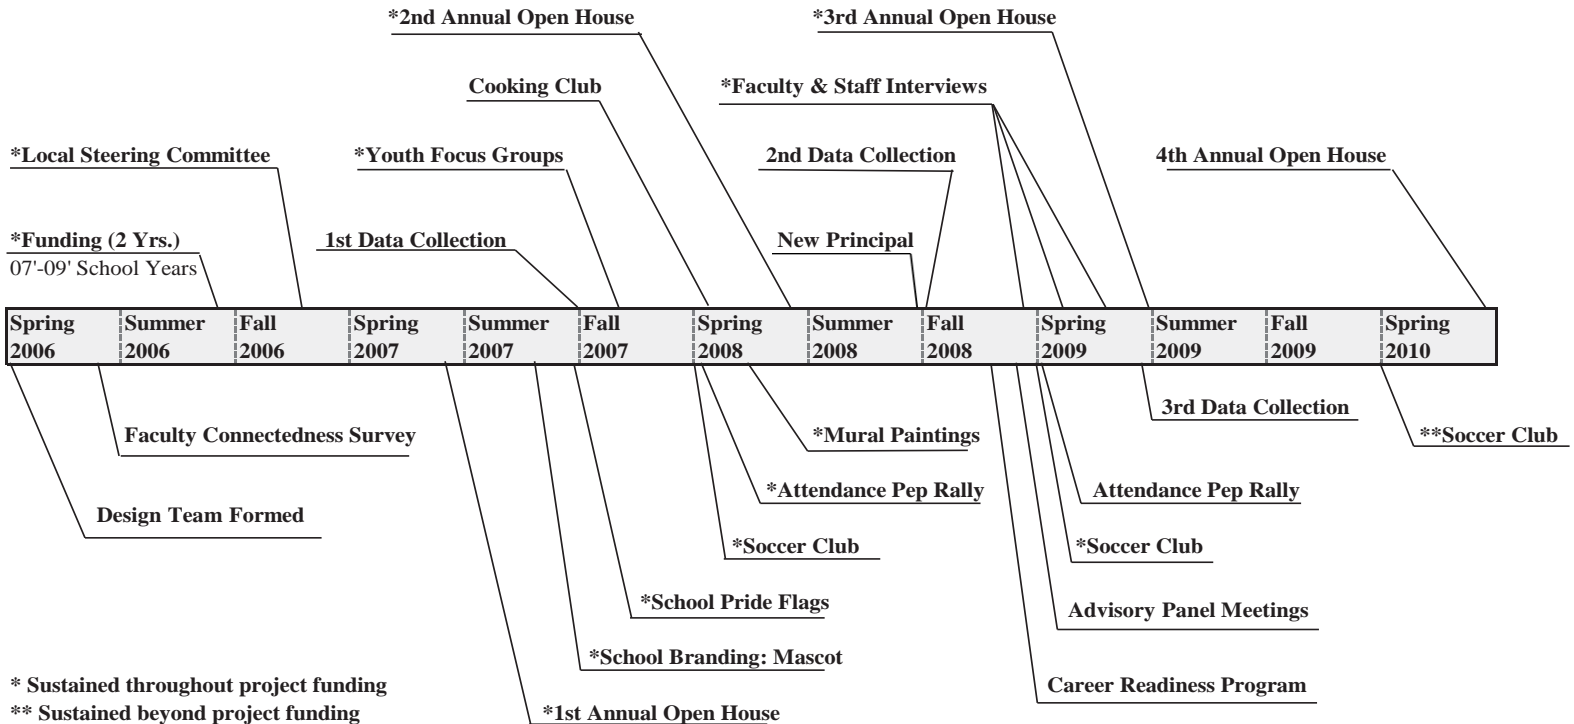 *2nd Annual Open House
*3rd Annual Open House
Cooking Club
*Faculty & Staff Interviews
*Local Steering Committee
*Youth Focus Groups
2nd Data Collection
4th Annual Open House
*Funding (2 Yrs.)
07'-09' School Years
1st Data Collection
New Principal
Spring 2006
Summer 2006
Fall 2006
Spring 2007
Summer 2007
Fall 2007
Spring 2008
Summer 2008
Fall 2008
Spring 2009
Summer 2009
Fall 2009
Spring 2010
Faculty Connectedness Survey
*Mural Paintings
3rd Data Collection
**Soccer Club
Design Team Formed
*Attendance Pep Rally
Attendance Pep Rally
*Soccer Club
*Soccer Club
*School Pride Flags
Advisory Panel Meetings
*School Branding: Mascot
Career Readiness Program
*1st Annual Open House
* Sustained throughout project funding
** Sustained beyond project funding